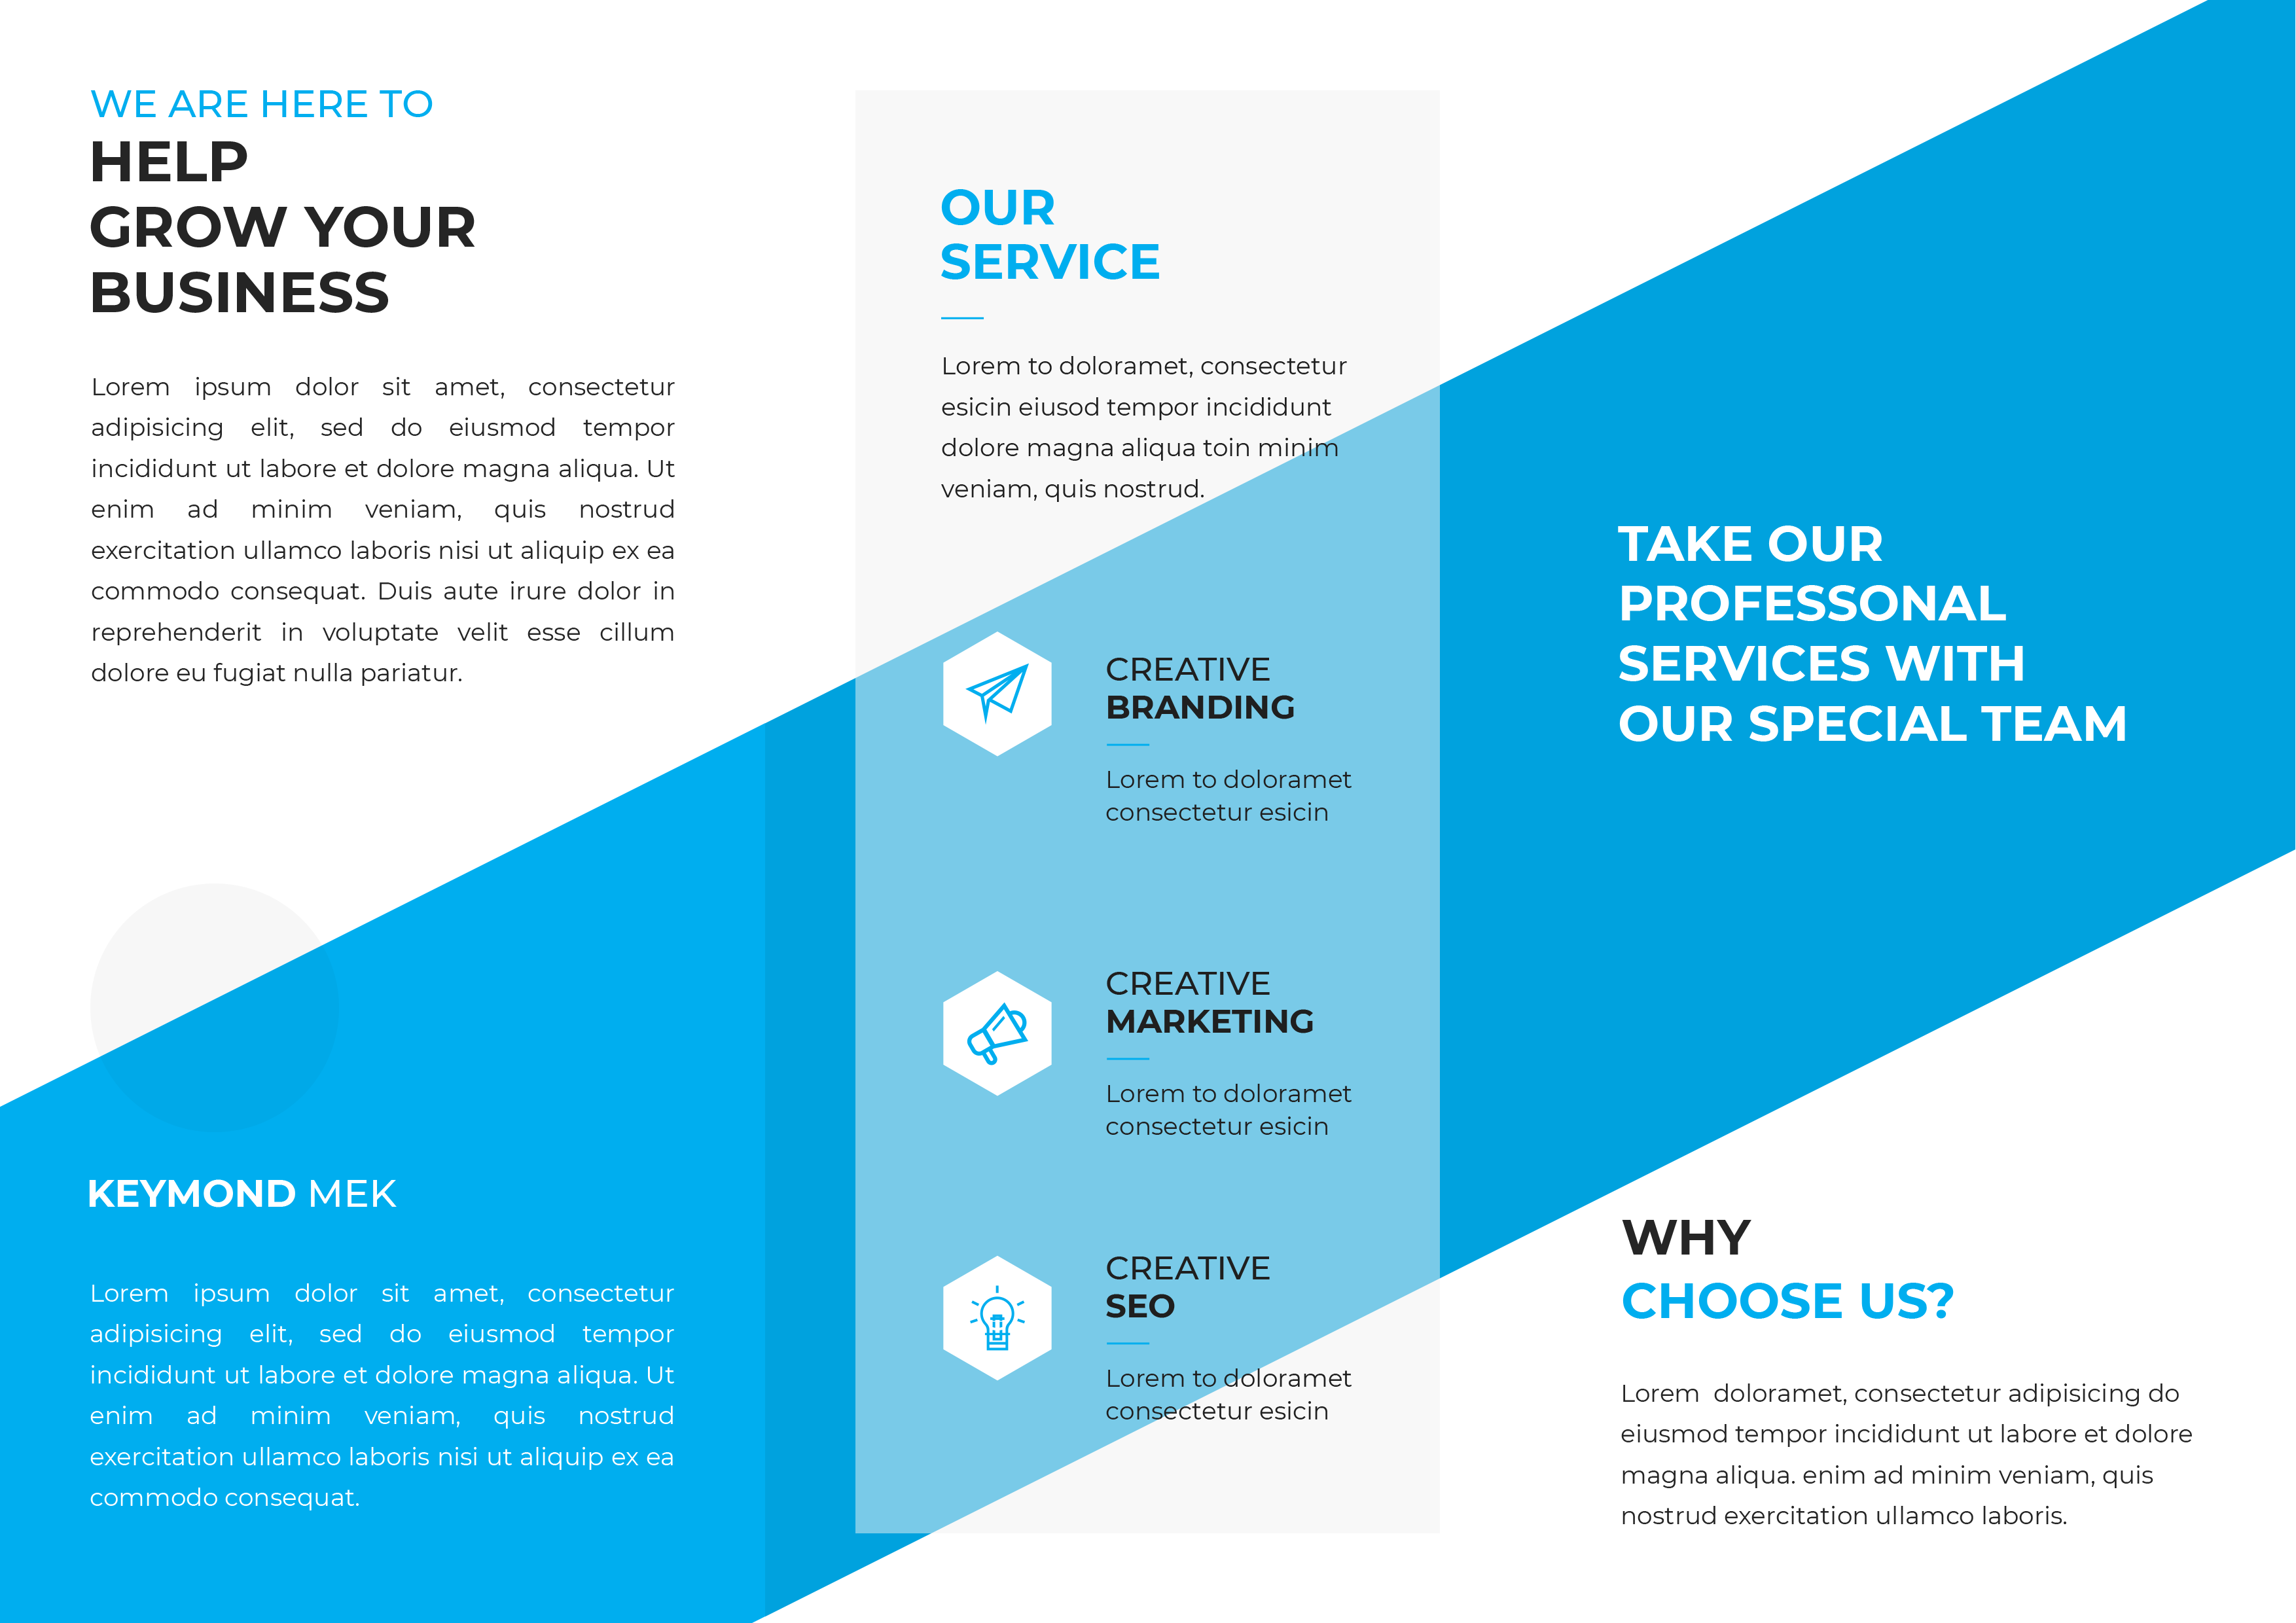 WE ARE HERE TO
HELP
GROW YOUR
BUSINESS
Lorem ipsum dolor sit amet, consectetur
adipisicing elit, sed do eiusmod tempor
incididunt ut labore et dolore magna aliqua. Ut
enim ad minim veniam, quis nostrud
exercitation ullamco laboris nisi ut aliquip ex ea
commodo consequat. Duis aute irure dolor in
reprehenderit in voluptate velit esse cillum
dolore eu fugiat nulla pariatur.
KEYMOND MEK
Lorem ipsum dolor sit amet, consectetur
adipisicing elit, sed do eiusmod tempor
incididunt ut labore et dolore magna aliqua. Ut
enim ad minim veniam, quis nostrud
exercitation ullamco laboris nisi ut aliquip ex ea
commodo consequat.
OUR
SERVICE
Lorem to doloramet, consectetur
esicin eiusod tempor incididunt
dolore magna aliqua toin minim
veniam, quis nostrud.
CREATIVE
BRANDING
Lorem to doloramet
consectetur esicin
CREATIVE
MARKETING
Lorem to doloramet
consectetur esicin
CREATIVE
SEO
Lorem to doloramet
consectetur esicin
TAKE OUR
PROFESSONAL
SERVICES WITH
OUR SPECIAL TEAM
WHY
CHOOSE US?
Lorem doloramet, consectetur adipisicing do
eiusmod tempor incididunt ut labore et dolore
magna aliqua. enim ad minim veniam, quis
nostrud exercitation ullamco laboris.